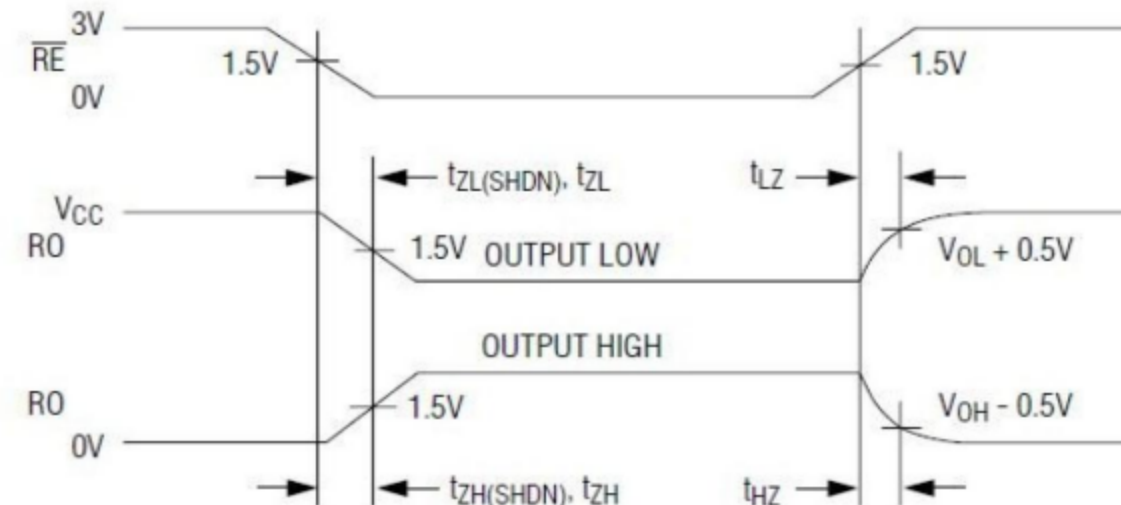 3V
RE
1.5V
1.5V
0V
tZL(SHDN), tZL
tLZ
VCC
RO
1.5V
OUTPUT LOW
VOL + 0.5V
OUTPUT HIGH
RO
1.5V
VOH - 0.5V
0V
tZH(SHDN), tZH
tHZ